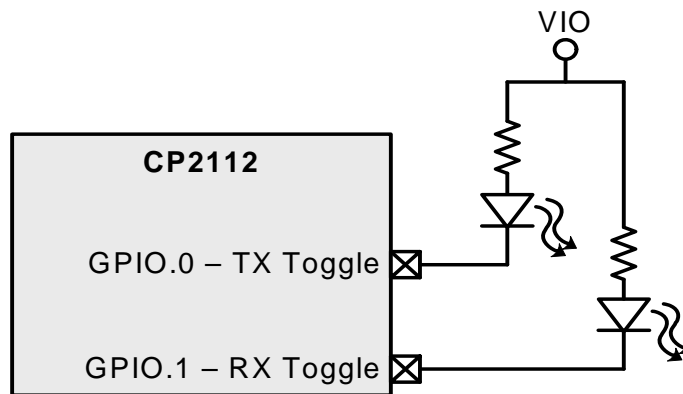 VIO
CP2112
GPIO.0 – TX Toggle
GPIO.1 – RX Toggle